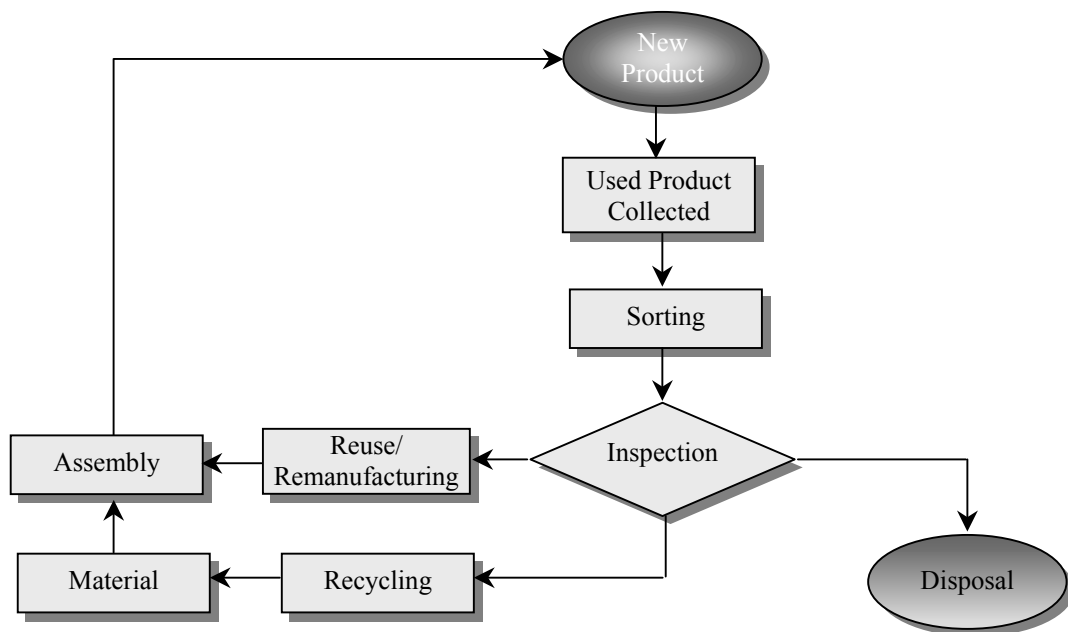 New
Product
Used Product
Collected
Sorting
Inspection
Reuse/
Remanufacturing
Assembly
Material
Recycling
Disposal